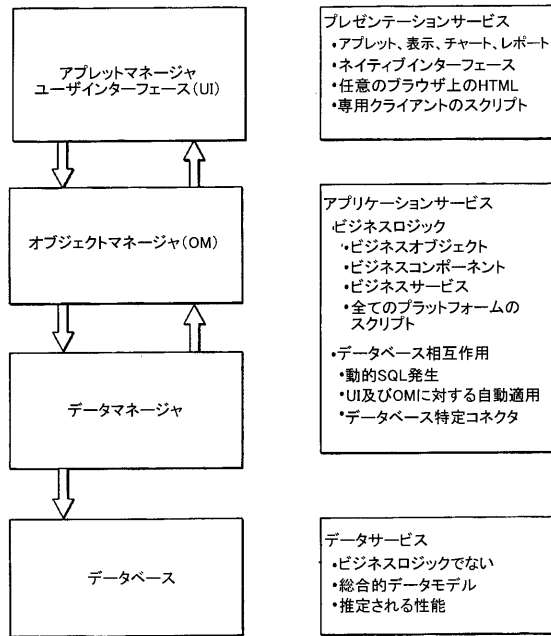 アプレットマネージャ
ユーザインターフェース(UI)
オブジェクトマネージャ(OM)
データマネージャ
データベース
プレゼンテーションサービス
•アプレット、表示、チャート、レポート
•ネイティブインターフェース
•任意のブラウザ上のHTML
•専用クライアントのスクリプト
アプリケーションサービス
•ビジネスロジック
•ビジネスオブジェクト
•ビジネスコンポーネント
•ビジネスサービス
•全てのプラットフォームの
スクリプト
•データベース相互作用
•動的SQL発生
•UI及びOMに対する自動適用
•データベース特定コネクタ
データサービス
•ビジネスロジックでない
•総合的データモデル
•推定される性能